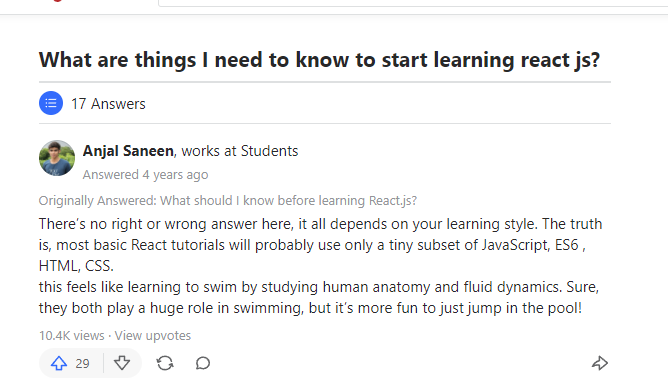 What are things I need to know to start learning react js?
17 Answers
Anjal Saneen, works at Students
Answered 4 years ago
Originally Answered: What should I know before learning React.js?
There's no right or wrong answer here, it all depends on your learning style. The truth
is, most basic React tutorials will probably use only a tiny subset of JavaScript, ES6 ,
HTML, CSS.
this feels like learning to swim by studying human anatomy and fluid dynamics. Sure,
they both play a huge role in swimming, but it's more fun to just jump in the pool!
10.4K views · View upvotes
29